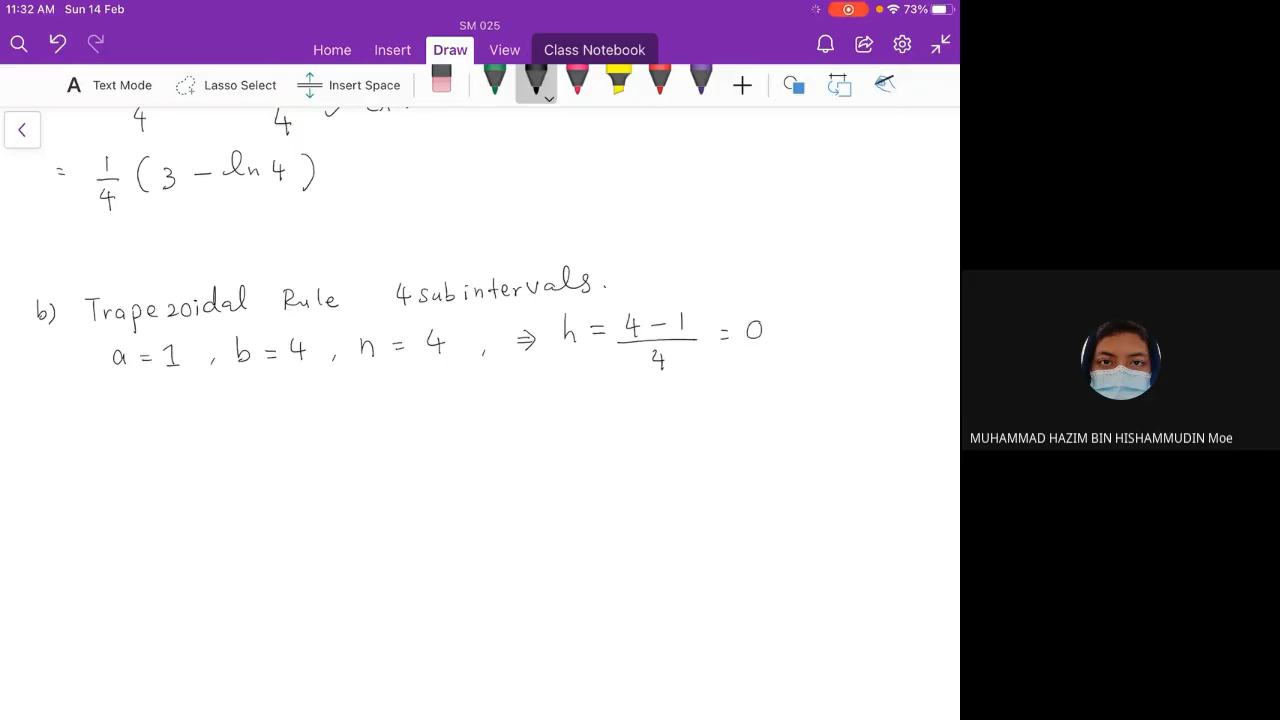 11:32 AM Sun 14 Feb 73%
SM 025
Home Insert Draw View Class Notebook
A Text Mode Lasso Select Insert Space
4 4
= 1/4 ( 3 - ln 4 )
b) Trapezoidal Rule 4 subintervals.
a = 1 , b = 4 , n = 4 , ⇒ h = (4 - 1)/4 = 0
MUHAMMAD HAZIM BIN HISHAMMUDIN Moe